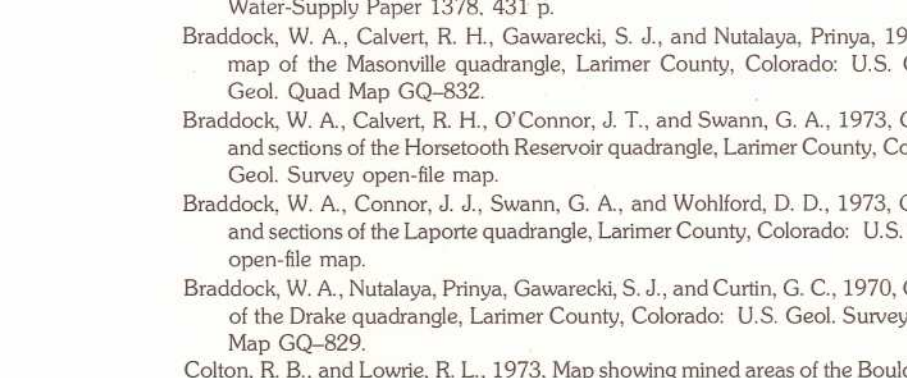 Water-Supply Paper 1378, 431 p.
Braddock, W. A., Calvert, R. H., Gawarecki, S. J., and Nutalaya, Prinya, 19
map of the Masonville quadrangle, Larimer County, Colorado: U.S.
Geol. Quad Map GQ–832.
Braddock, W. A., Calvert, R. H., O'Connor, J. T., and Swann, G. A., 1973,
and sections of the Horsetooth Reservoir quadrangle, Larimer County, Co
Geol. Survey open-file map.
Braddock, W. A., Connor, J. J., Swann, G. A., and Wohlford, D. D., 1973,
and sections of the Laporte quadrangle, Larimer County, Colorado: U.S.
open-file map.
Braddock, W. A., Nutalaya, Prinya, Gawarecki, S. J., and Curtin, G. C., 1970,
of the Drake quadrangle, Larimer County, Colorado: U.S. Geol. Survey
Map GQ–829.
Colton, R. B., and Lowrie, R. L., 1973, Map showing mined areas of the Bould